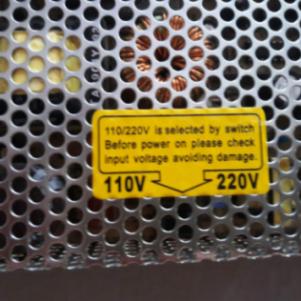 110/220V is selected by switch
Before power on please check
input voltage avoiding damage.
110V 220V